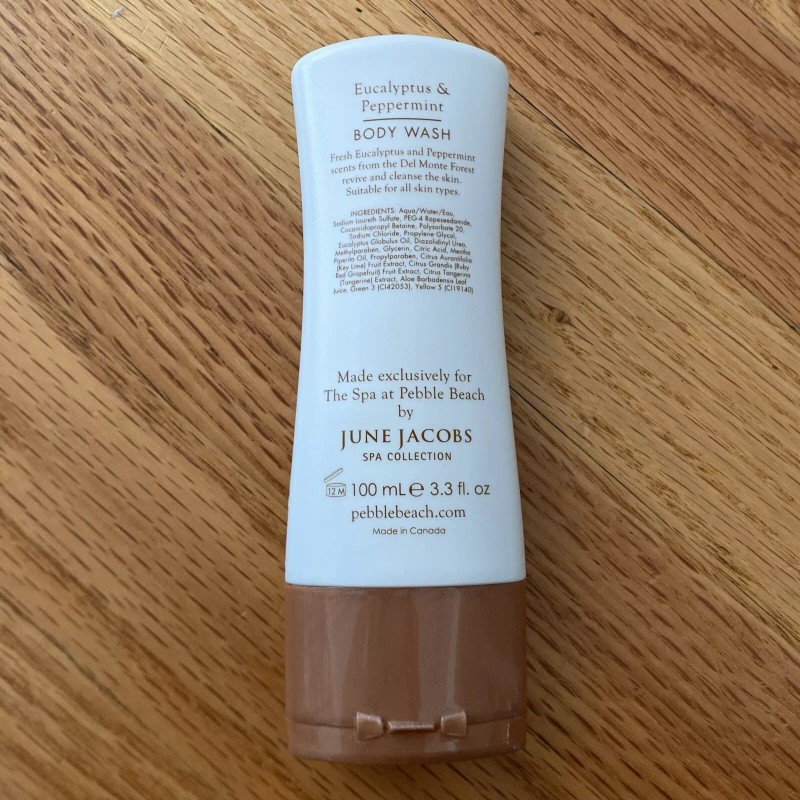 Eucalyptus &
Peppermint
BODY WASH
Fresh Eucalyptus and Peppermint
scents from the Del Monte Forest
revive and cleanse the skin.
Suitable for all skin types.
INGREDIENTS: Aqua/Water/Eau,
Sodium Laureth Sulfate, PEG-4 Rapeseedamide,
Cocamidopropyl Betaine, Polysorbate 20,
Sodium Chloride, Propylene Glycol,
Eucalyptus Globulus Oil, Diazolidinyl Urea,
Methylparaben, Glycerin, Citric Acid, Mentha
Piperita Oil, Propylparaben, Citrus Aurantifolia
(Key Lime) Fruit Extract, Citrus Grandis (Ruby
Red Grapefruit) Fruit Extract, Citrus Tangerina
(Tangerine) Extract, Aloe Barbadensis Leaf
Juice, Green 3 (CI42053), Yellow 5 (CI19140)
Made exclusively for
The Spa at Pebble Beach
by
JUNE JACOBS
SPA COLLECTION
12 M 100 mL ℮ 3.3 fl. oz
pebblebeach.com
Made in Canada